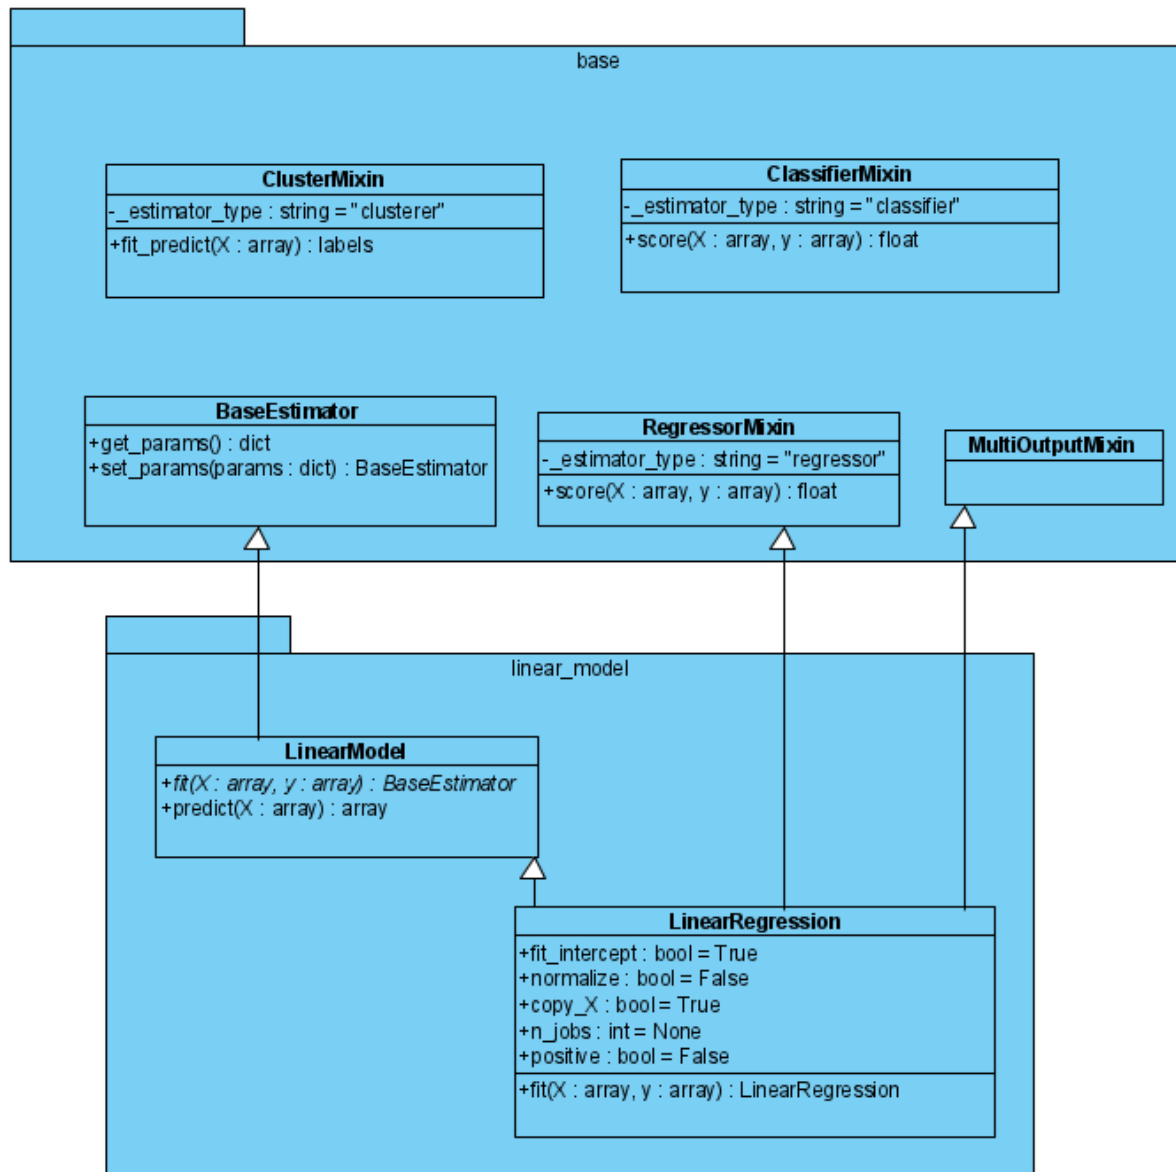 base
ClusterMixin
-_estimator_type : string = "clusterer"
+fit_predict(X : array) : labels
ClassifierMixin
-_estimator_type : string = "classifier"
+score(X : array, y : array) : float
BaseEstimator
+get_params() : dict
+set_params(params : dict) : BaseEstimator
RegressorMixin
-_estimator_type : string = "regressor"
+score(X : array, y : array) : float
MultiOutputMixin
linear_model
LinearModel
+fit(X : array, y : array) : BaseEstimator
+predict(X : array) : array
LinearRegression
+fit_intercept : bool = True
+normalize : bool = False
+copy_X : bool = True
+n_jobs : int = None
+positive : bool = False
+fit(X : array, y : array) : LinearRegression